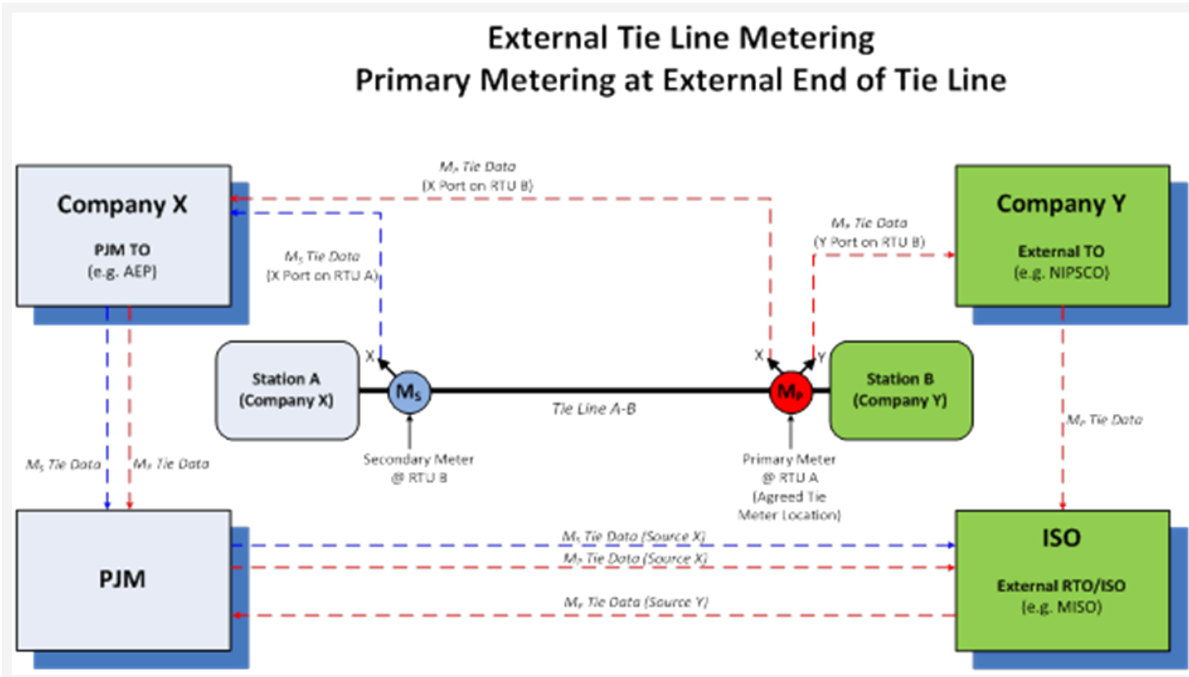 External Tie Line Metering
Primary Metering at External End of Tie Line
Company X
PJM TO
(e.g. AEP)
Mₚ Tie Data
(X Port on RTU B)
Mₛ Tie Data
(X Port on RTU A)
Mₚ Tie Data
(Y Port on RTU B)
Company Y
External TO
(e.g. NIPSCO)
Station A
(Company X)
X
Mₛ
Tie Line A-B
X
Y
Mₚ
Station B
(Company Y)
Secondary Meter
@ RTU B
Primary Meter
@ RTU A
(Agreed Tie
Meter Location)
Mₚ Tie Data
Mₛ Tie Data
Mₚ Tie Data
PJM
Mₛ Tie Data (Source X)
Mₚ Tie Data (Source X)
Mₚ Tie Data (Source Y)
ISO
External RTO/ISO
(e.g. MISO)